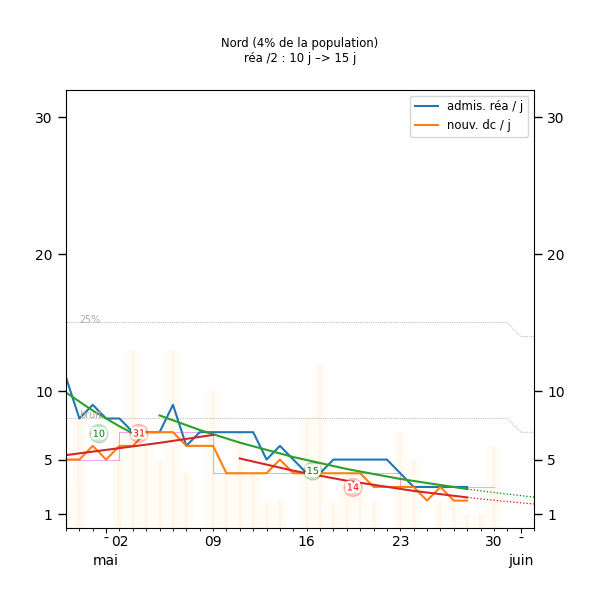 Nord (4% de la population)
réa /2 : 10 j –> 15 j
admis. réa / j
nouv. dc / j
30 30
20 20
25%
10 10
10 31
5 5
15
14
1 1
02 09 16 23 30
mai juin